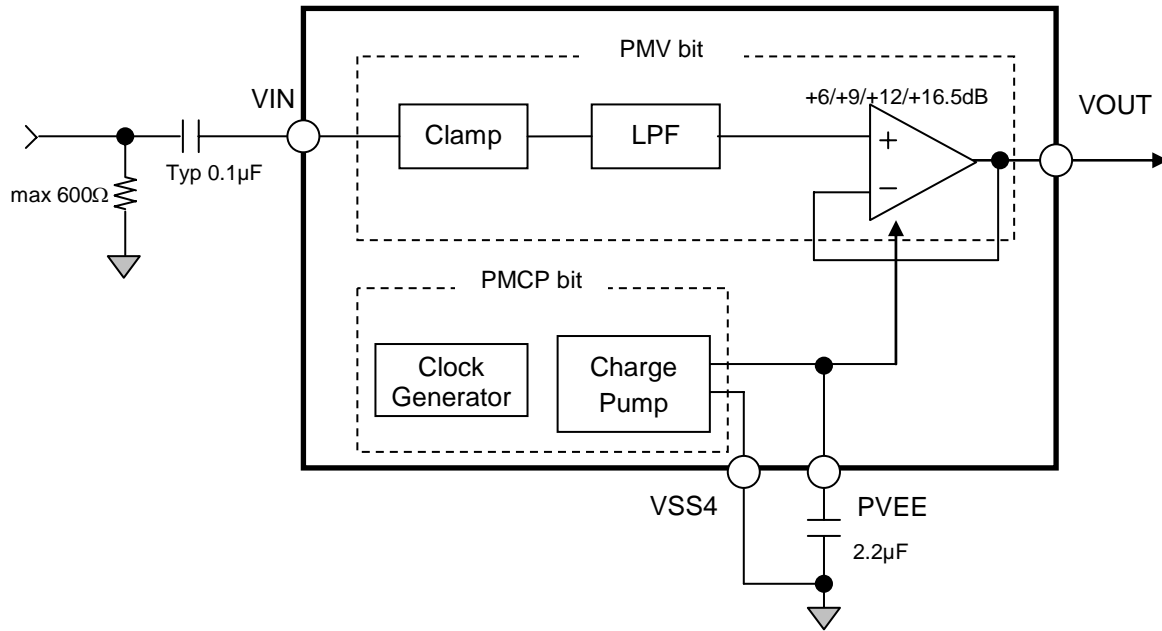 PMV bit
+6/+9/+12/+16.5dB
VIN
VOUT
Clamp
LPF
+
−
Typ 0.1µF
max 600Ω
PMCP bit
Clock
Generator
Charge
Pump
VSS4
PVEE
2.2µF